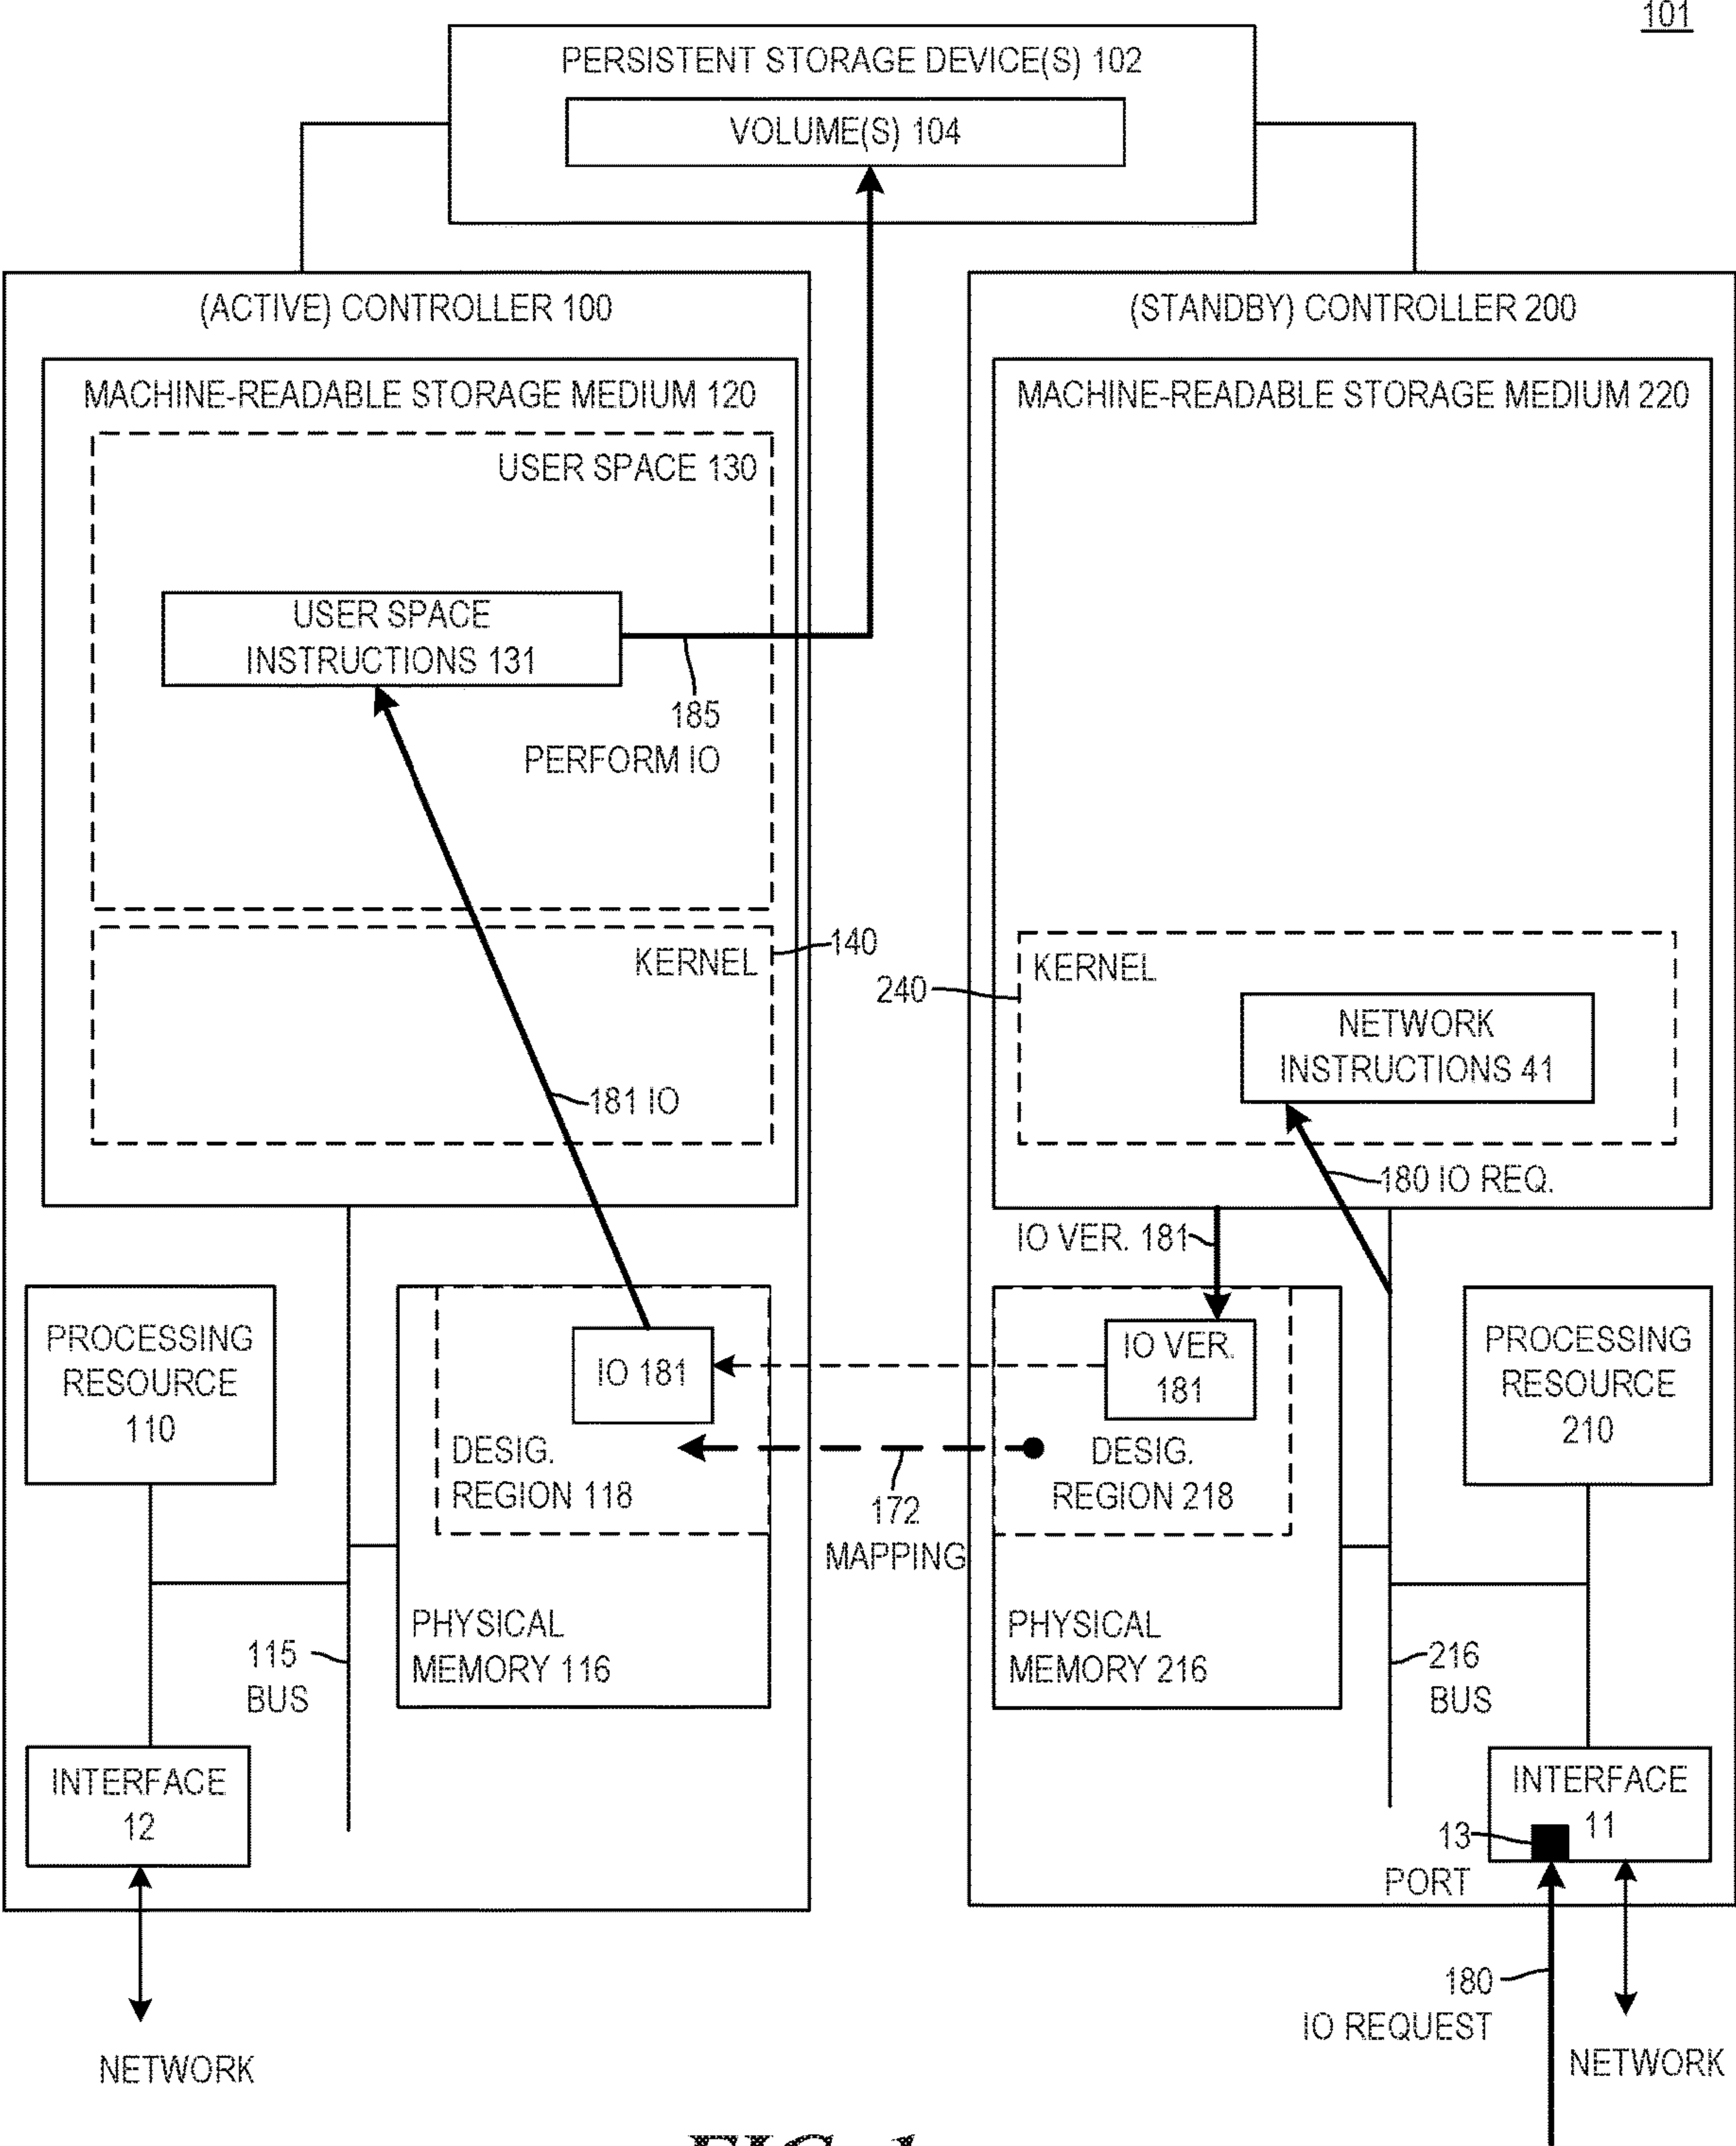 101
PERSISTENT STORAGE DEVICE(S) 102
VOLUME(S) 104
(ACTIVE) CONTROLLER 100
MACHINE-READABLE STORAGE MEDIUM 120
USER SPACE 130
USER SPACE
INSTRUCTIONS 131
185
PERFORM IO
KERNEL
140
181 IO
PROCESSING
RESOURCE
110
IO 181
DESIG.
REGION 118
PHYSICAL
MEMORY 116
115
BUS
INTERFACE
12
NETWORK
172
MAPPING
(STANDBY) CONTROLLER 200
MACHINE-READABLE STORAGE MEDIUM 220
240
KERNEL
NETWORK
INSTRUCTIONS 41
180 IO REQ.
IO VER. 181
IO VER.
181
DESIG.
REGION 218
PHYSICAL
MEMORY 216
PROCESSING
RESOURCE
210
216
BUS
INTERFACE
11
13
PORT
180
IO REQUEST
NETWORK